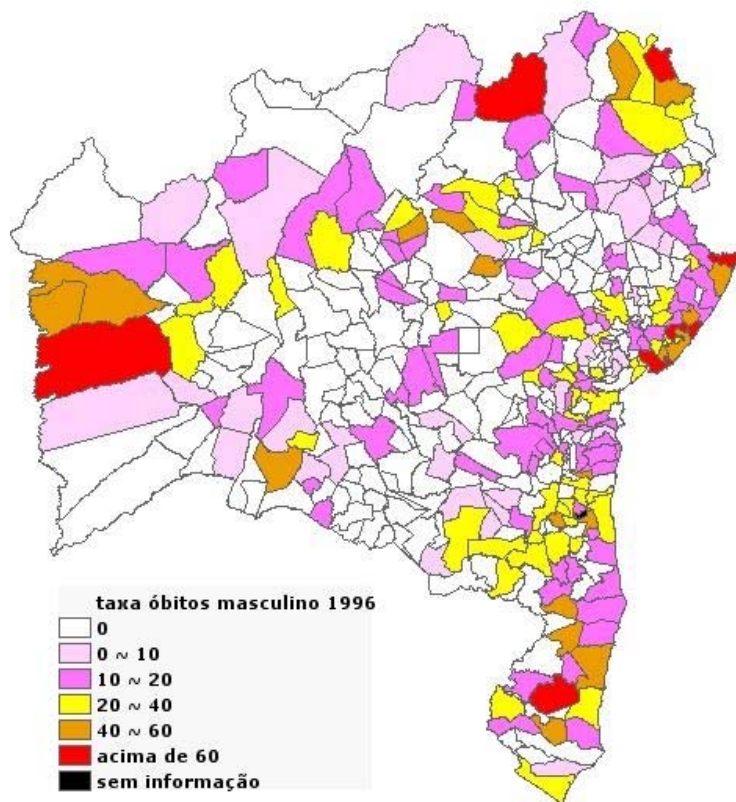 taxa óbitos masculino 1996
0
0 ~ 10
10 ~ 20
20 ~ 40
40 ~ 60
acima de 60
sem informação